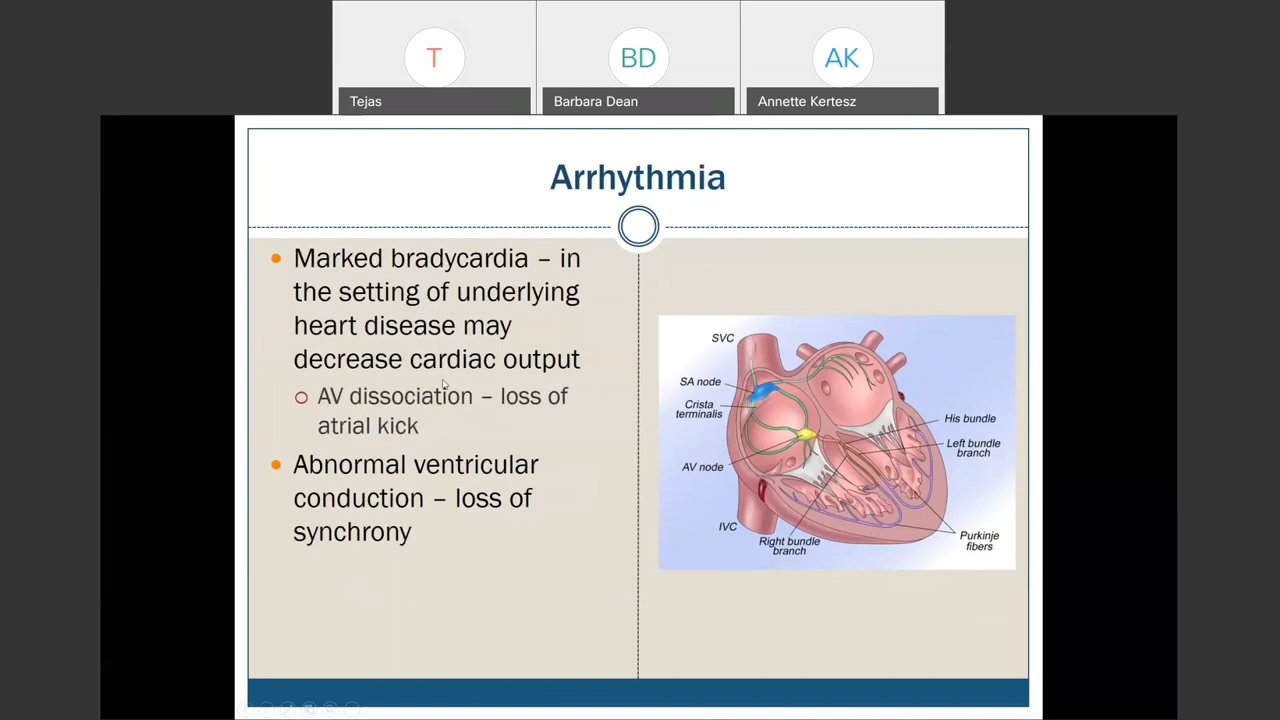 T
BD
AK
Tejas
Barbara Dean
Annette Kertesz
Arrhythmia
Marked bradycardia – in
the setting of underlying
heart disease may
decrease cardiac output
AV dissociation – loss of
atrial kick
Abnormal ventricular
conduction – loss of
synchrony
SVC
SA node
Crista
terminalis
AV node
IVC
Right bundle
branch
His bundle
Left bundle
branch
Purkinje
fibers